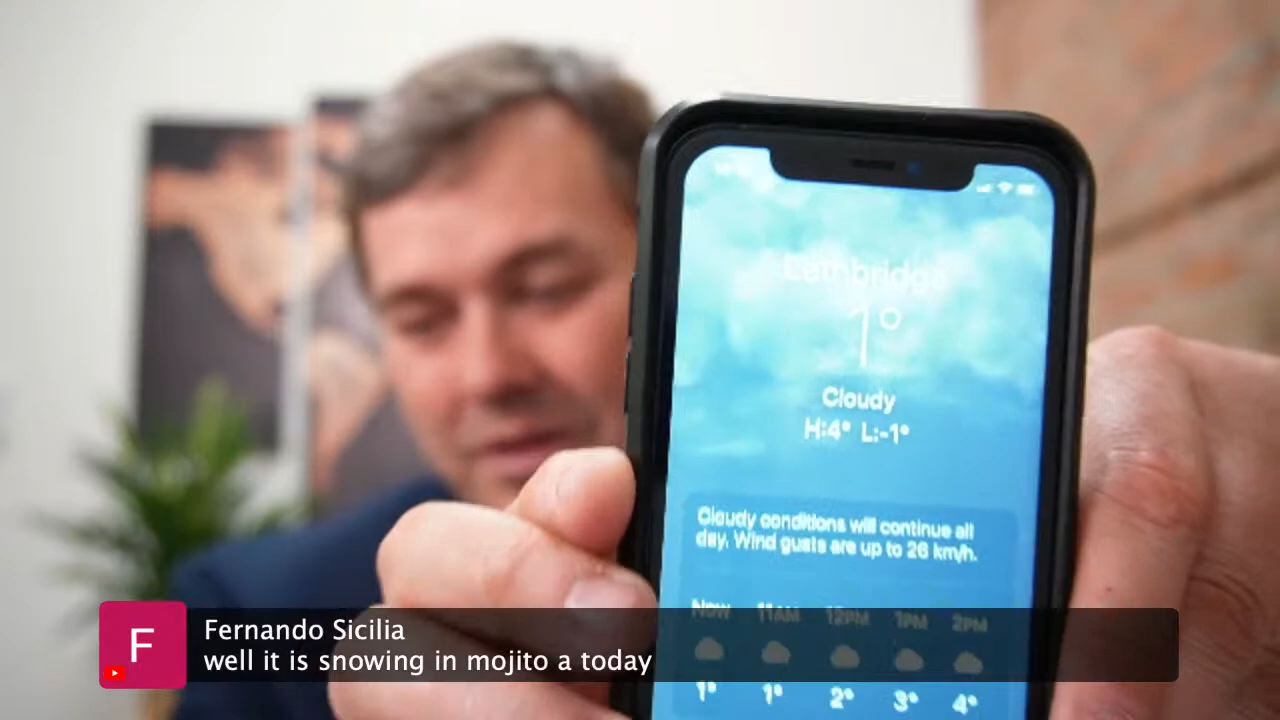 Lethbridge
1°
Cloudy
H:4° L:-1°
Cloudy conditions will continue all
day. Wind gusts are up to 26 km/h.
Now 11AM 12PM 1PM 2PM
1° 1° 2° 3° 4°
F
Fernando Sicilia
well it is snowing in mojito a today